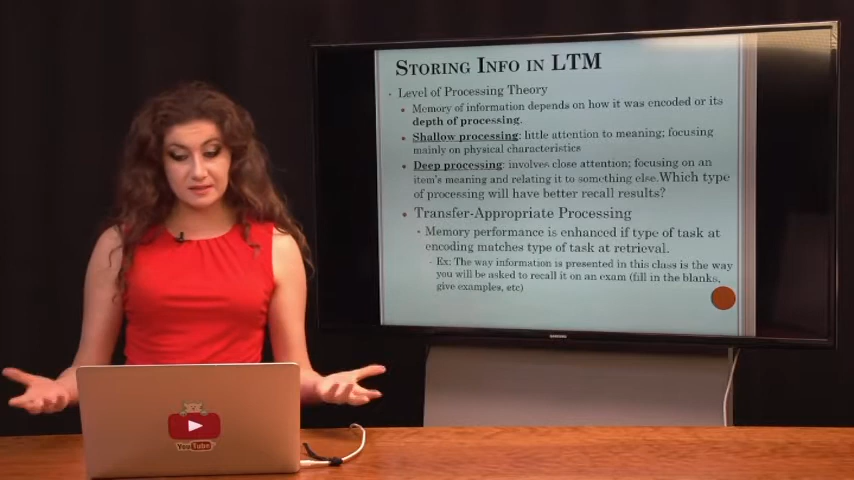 STORING INFO IN LTM
Level of Processing Theory
Memory of information depends on how it was encoded or its
depth of processing.
Shallow processing: little attention to meaning; focusing
mainly on physical characteristics
Deep processing: involves close attention; focusing on an
item's meaning and relating it to something else.Which type
of processing will have better recall results?
Transfer-Appropriate Processing
Memory performance is enhanced if type of task at
encoding matches type of task at retrieval.
Ex: The way information is presented in this class is the way
you will be asked to recall it on an exam (fill in the blanks,
give examples, etc)
SAMSUNG
YouTube